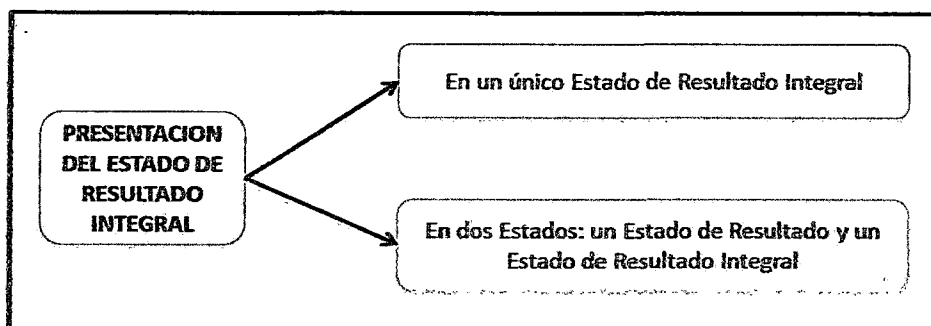 PRESENTACION
DEL ESTADO DE
RESULTADO
INTEGRAL
En un único Estado de Resultado Integral
En dos Estados: un Estado de Resultado y un
Estado de Resultado Integral